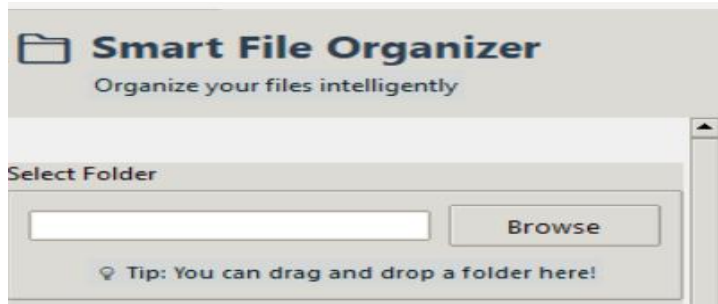 Smart File Organizer
Organize your files intelligently
Select Folder
Browse
Tip: You can drag and drop a folder here!